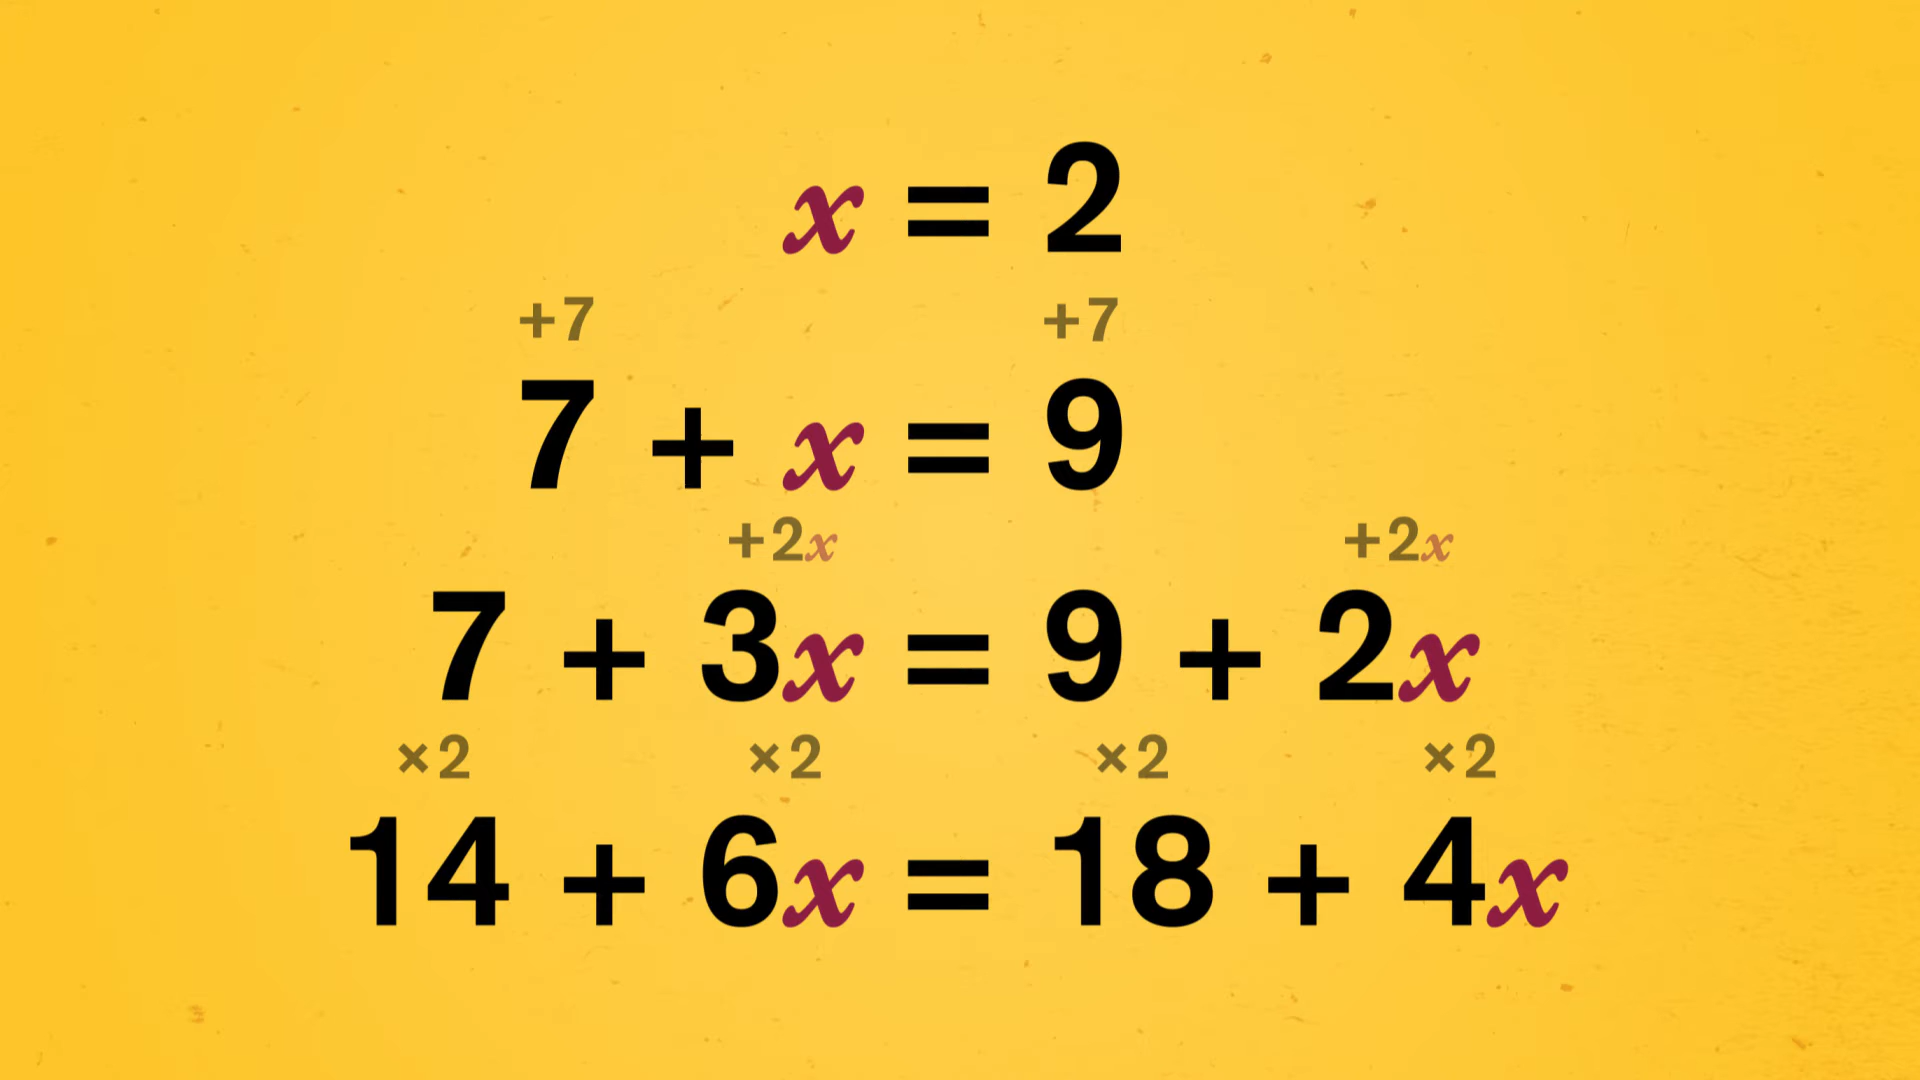 x = 2
+7 +7
7 + x = 9
+2x +2x
7 + 3x = 9 + 2x
×2 ×2 ×2 ×2
14 + 6x = 18 + 4x